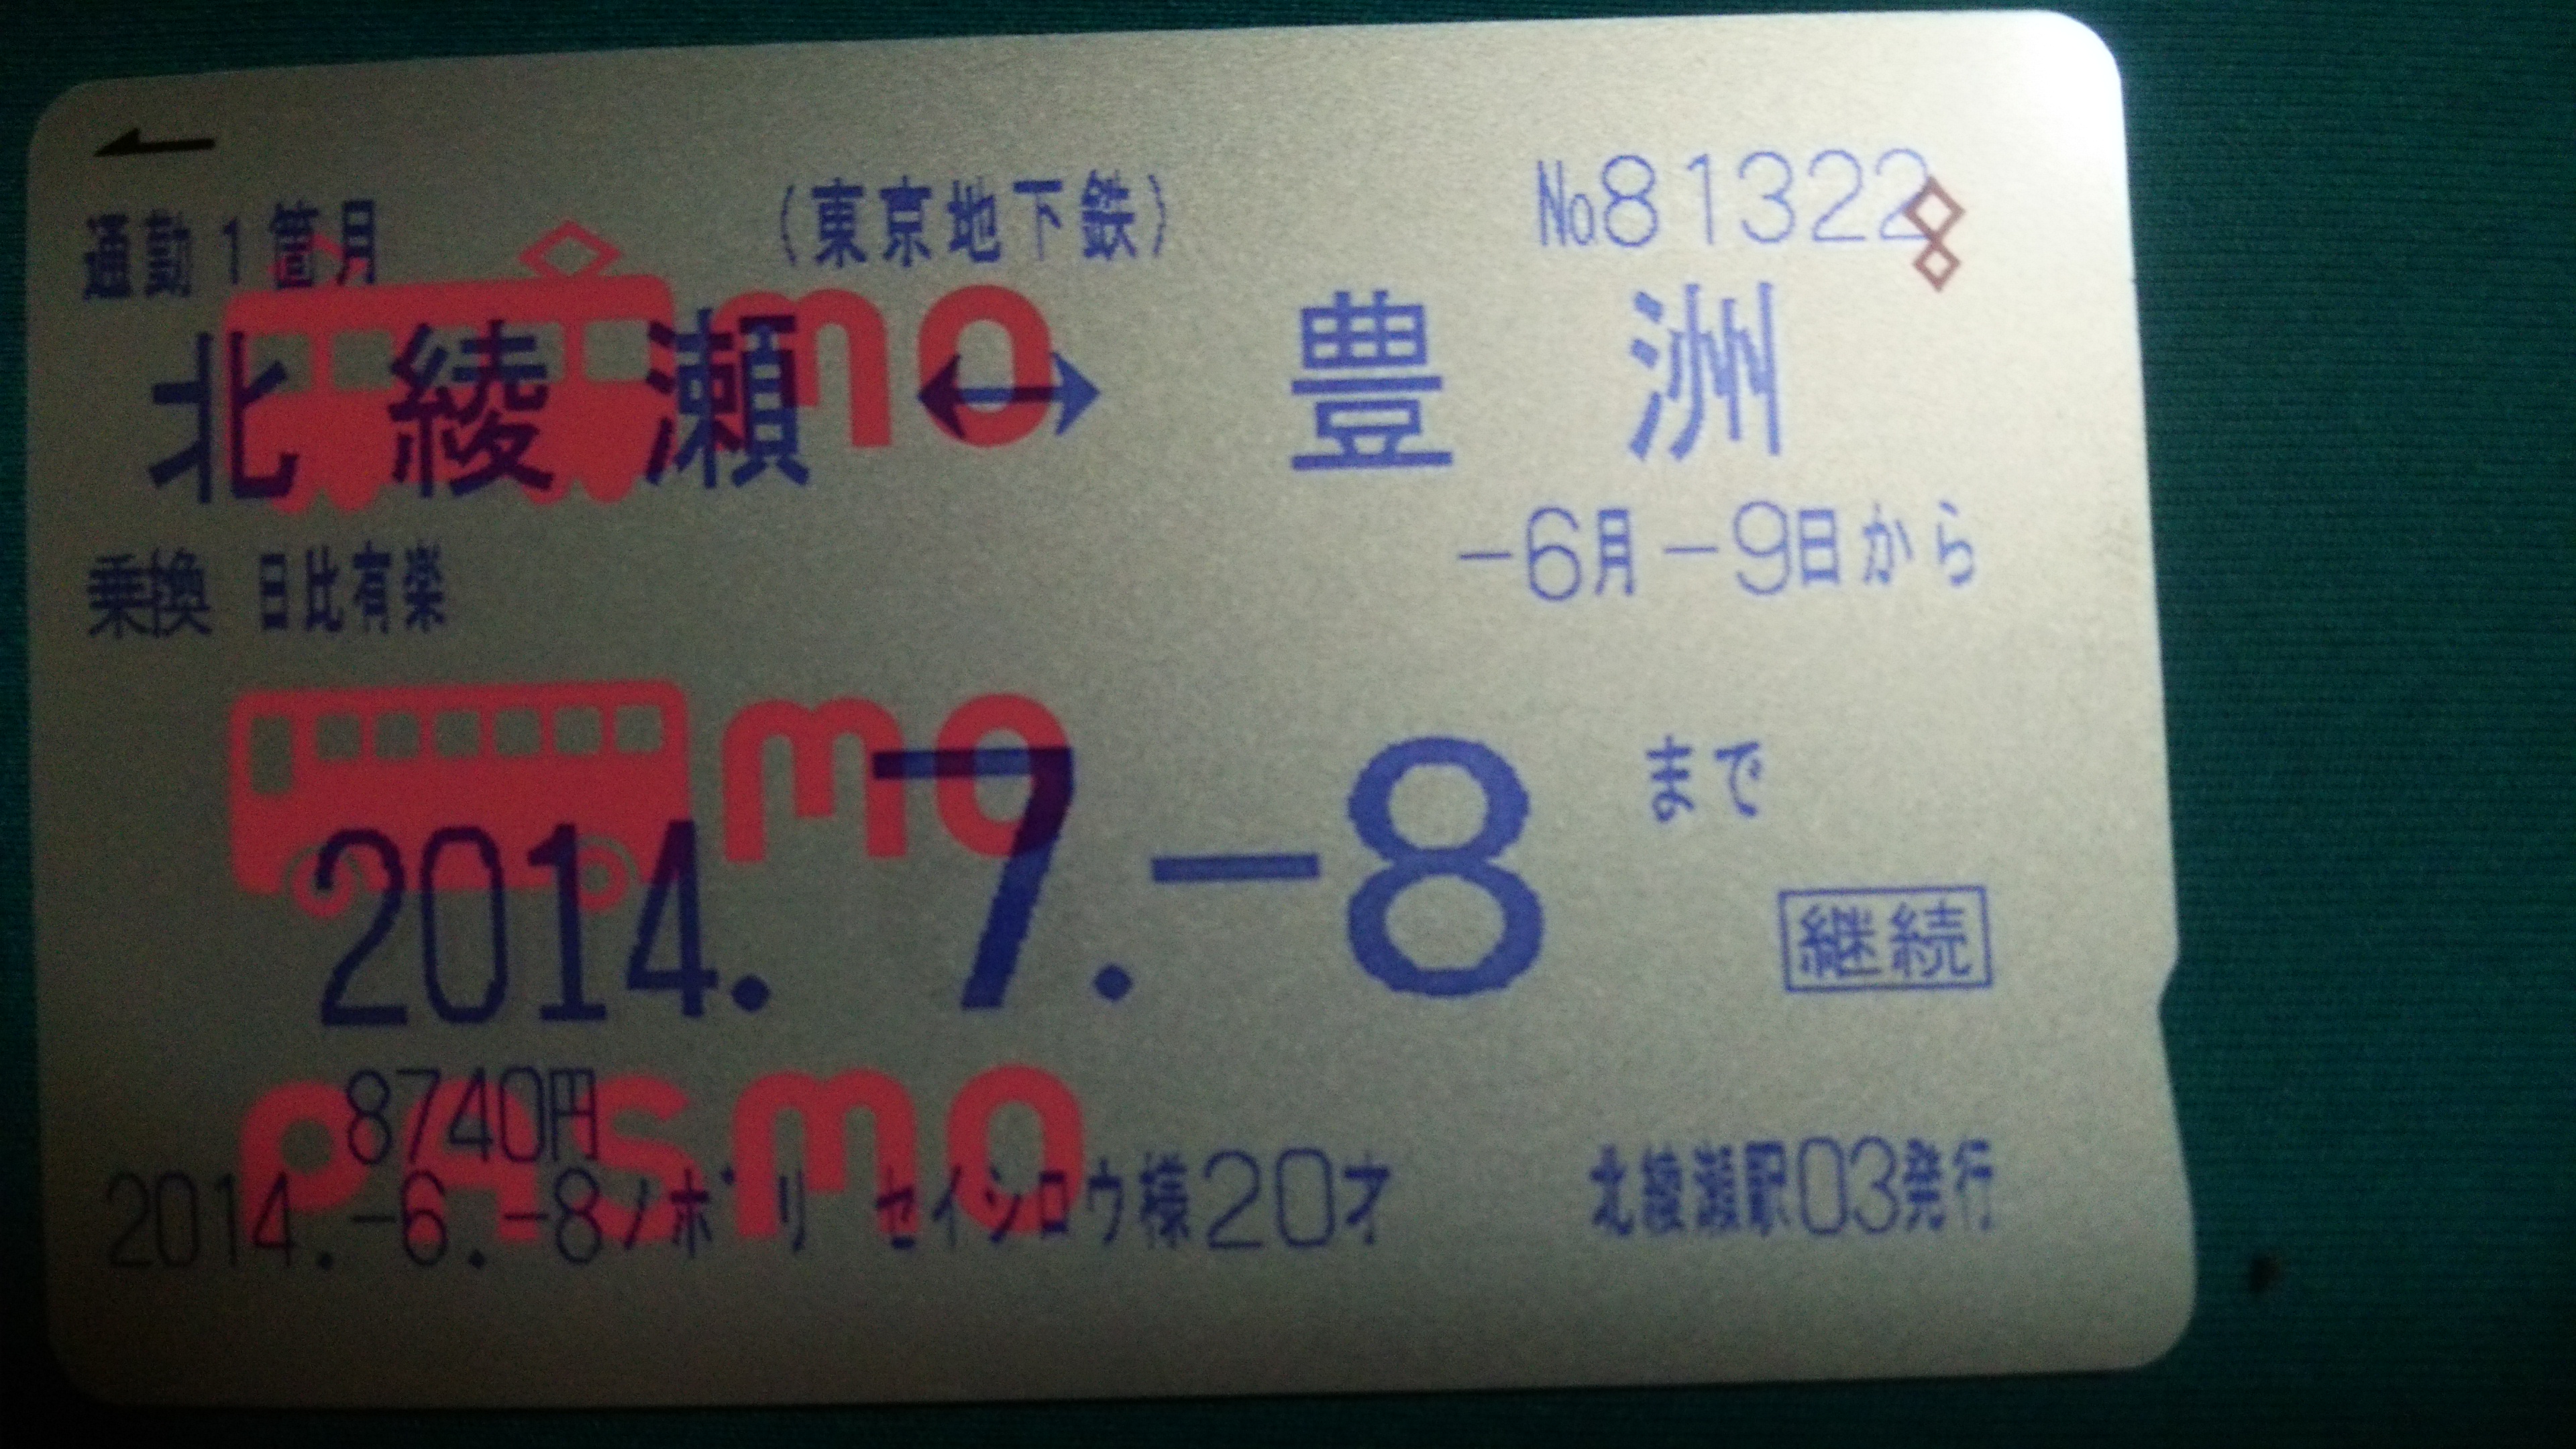 通勤1箇月 (東京地下鉄) №81322
mo
北綾瀬 ↔ 豊洲
-6月-9日から
乗換 日比有楽
mo
2014. 7.-8 まで
継続
8740円
PASMO
2014.-6.-8ノボリ セイシロウ様20才 北綾瀬駅03発行